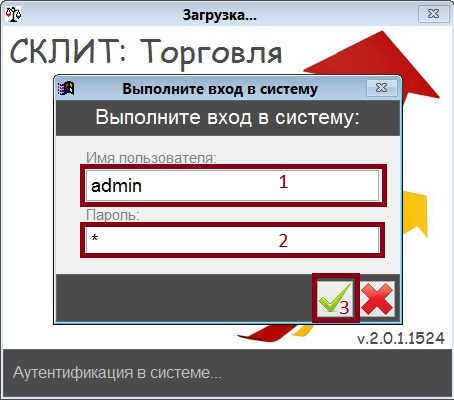 Загрузка...
СКЛИТ: Торговля
Выполните вход в систему
Выполните вход в систему:
Имя пользователя:
admin 1
Пароль:
* 2
3
v.2.0.1.1524
Аутентификация в системе...